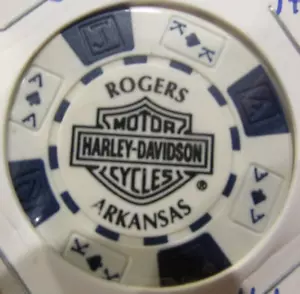 ROGERS
MOTOR
HARLEY-DAVIDSON
CYCLES
®
ARKANSAS
J
K K
A A
K K